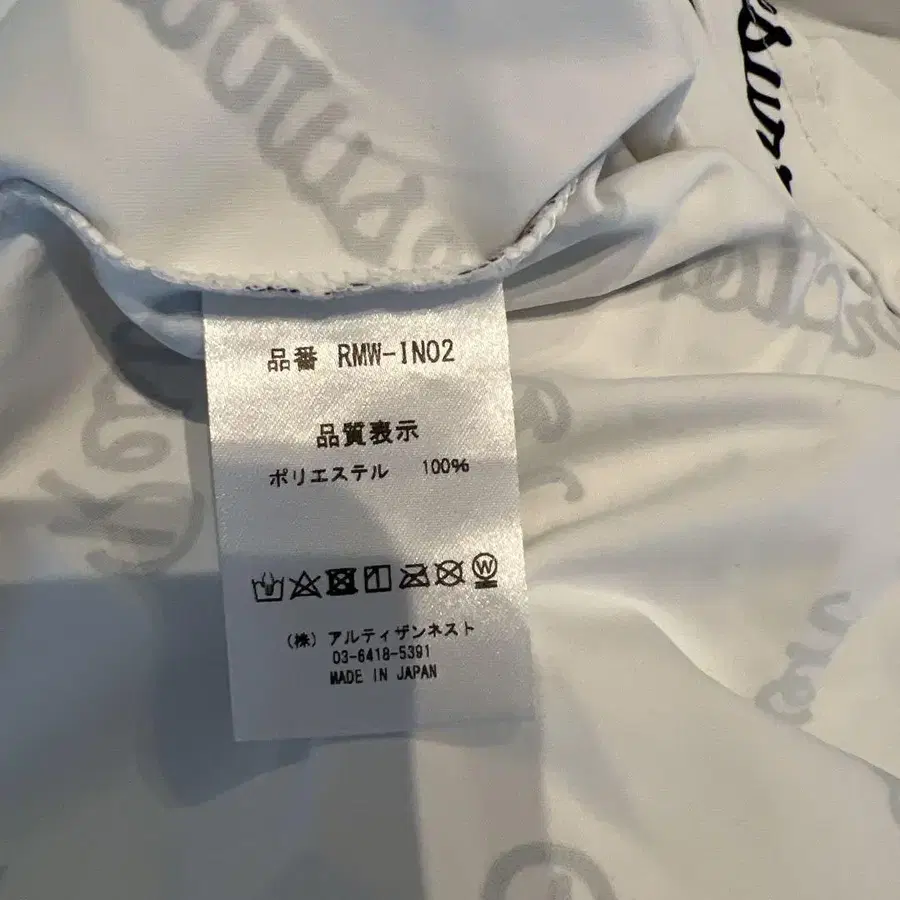 品番 RMW-IN02
品質表示
ポリエステル 100%
W
(株) アルティザンネスト
03-6418-5391
MADE IN JAPAN